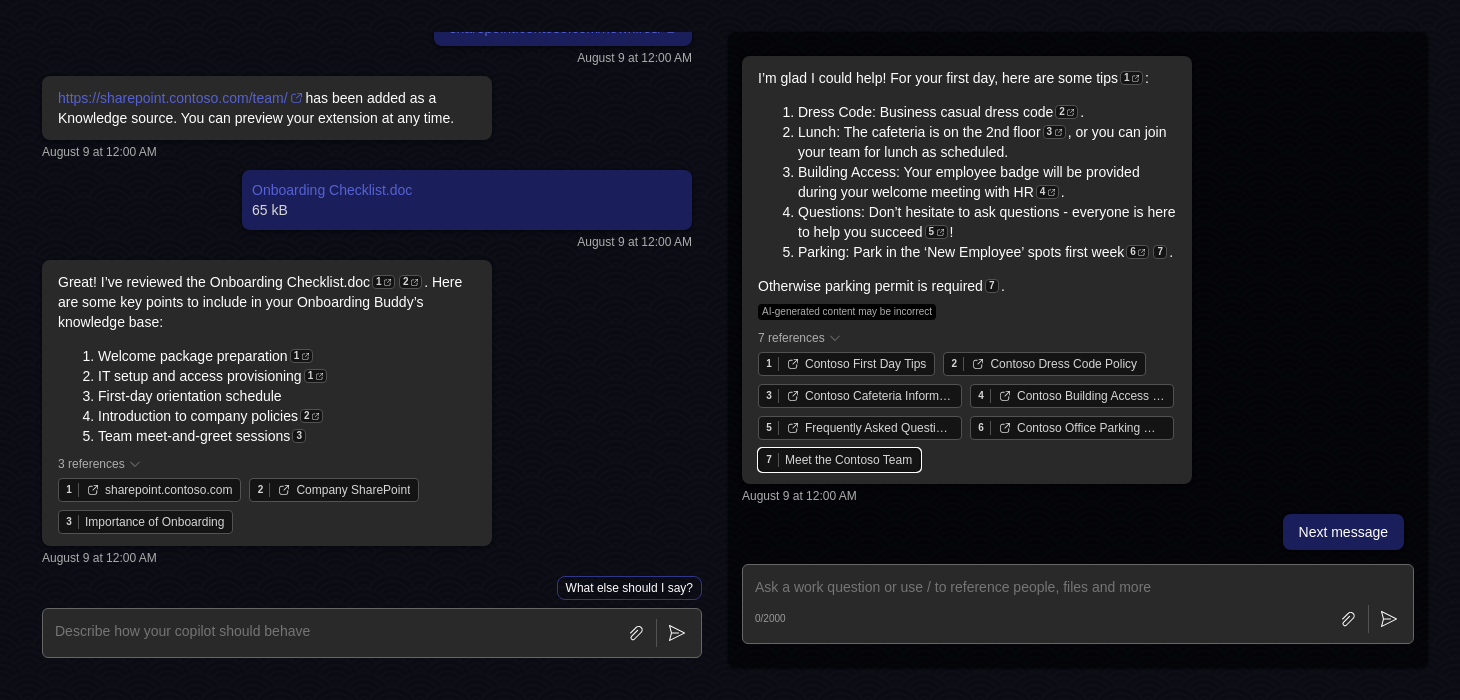 August 9 at 12:00 AM
https://sharepoint.contoso.com/team/ has been added as a
Knowledge source. You can preview your extension at any time.
August 9 at 12:00 AM
Onboarding Checklist.doc
65 kB
August 9 at 12:00 AM
Great! I’ve reviewed the Onboarding Checklist.doc 1 2 . Here
are some key points to include in your Onboarding Buddy’s
knowledge base:
1. Welcome package preparation 1
2. IT setup and access provisioning 1
3. First-day orientation schedule
4. Introduction to company policies 2
5. Team meet-and-greet sessions 3
3 references
1 sharepoint.contoso.com
2 Company SharePoint
3 Importance of Onboarding
August 9 at 12:00 AM
What else should I say?
Describe how your copilot should behave
I’m glad I could help! For your first day, here are some tips 1 :
1. Dress Code: Business casual dress code 2 .
2. Lunch: The cafeteria is on the 2nd floor 3 , or you can join
your team for lunch as scheduled.
3. Building Access: Your employee badge will be provided
during your welcome meeting with HR 4 .
4. Questions: Don’t hesitate to ask questions - everyone is here
to help you succeed 5 !
5. Parking: Park in the ‘New Employee’ spots first week 6 7 .
Otherwise parking permit is required 7 .
AI-generated content may be incorrect
7 references
1 Contoso First Day Tips
2 Contoso Dress Code Policy
3 Contoso Cafeteria Inform…
4 Contoso Building Access …
5 Frequently Asked Questi…
6 Contoso Office Parking …
7 Meet the Contoso Team
August 9 at 12:00 AM
Next message
Ask a work question or use / to reference people, files and more
0/2000